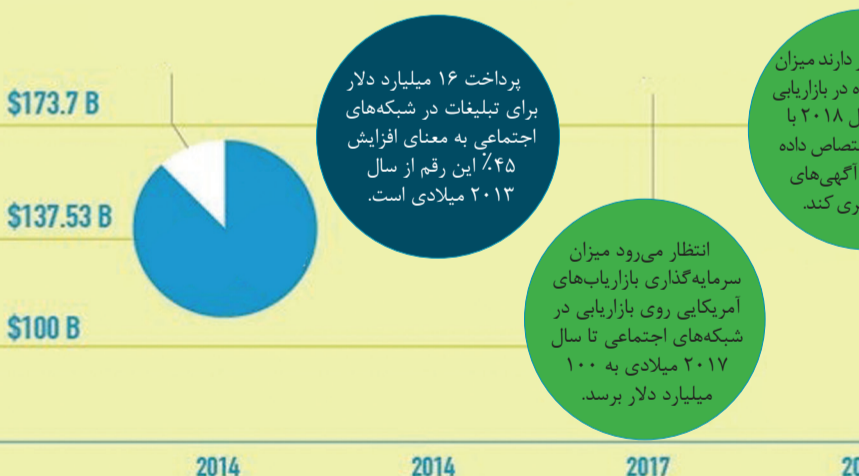 $173.7 B
$137.53 B
$100 B
پرداخت ۱۶ میلیارد دلار
برای تبلیغات در شبکه‌های
اجتماعی به معنای افزایش
۴۵٪ این رقم از سال
۲۰۱۳ میلادی است.
انتظار می‌رود میزان
سرمایه‌گذاری بازاریاب‌های
آمریکایی روی بازاریابی در
شبکه‌های اجتماعی تا سال
۲۰۱۷ میلادی به ۱۰۰
میلیارد دلار برسد.
دارند میزان
در بازاریابی
۲۰۱۸ با
داده
آگهی‌های
کند.
2014
2014
2017